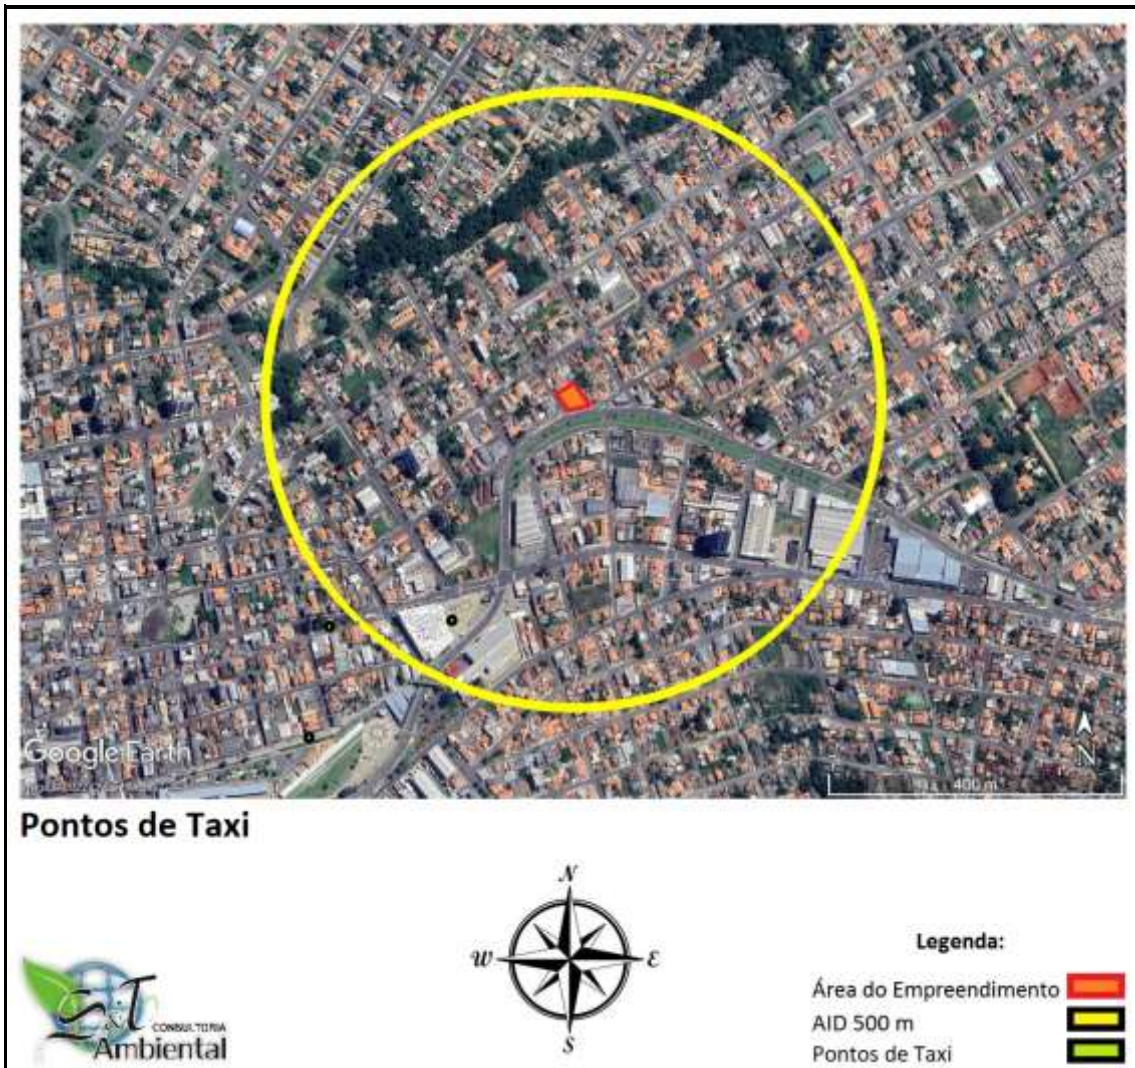 Google Earth
400 m
N
Pontos de Taxi
N
W
E
S
Legenda:
Área do Empreendimento
AID 500 m
Pontos de Taxi
S&T
CONSULTORIA
Ambiental